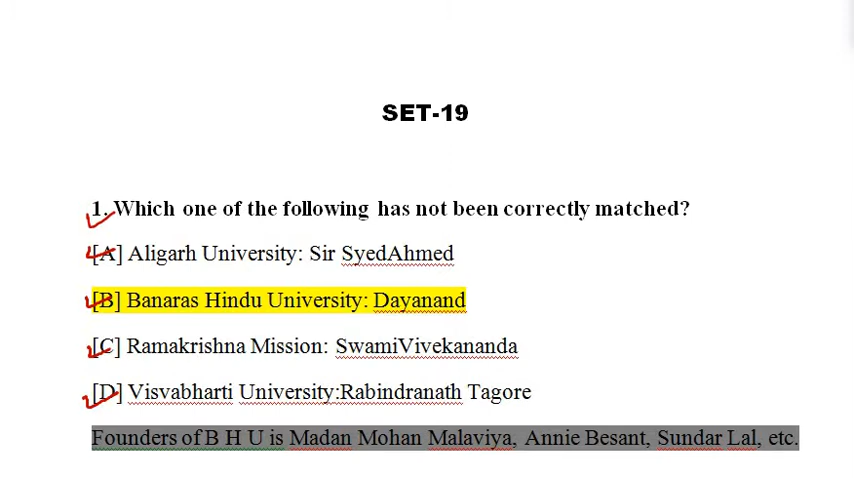 SET-19
1. Which one of the following has not been correctly matched?
[A] Aligarh University: Sir SyedAhmed
[B] Banaras Hindu University: Dayanand
[C] Ramakrishna Mission: SwamiVivekananda
[D] Visvabharti University:Rabindranath Tagore
Founders of B H U is Madan Mohan Malaviya, Annie Besant, Sundar Lal, etc.